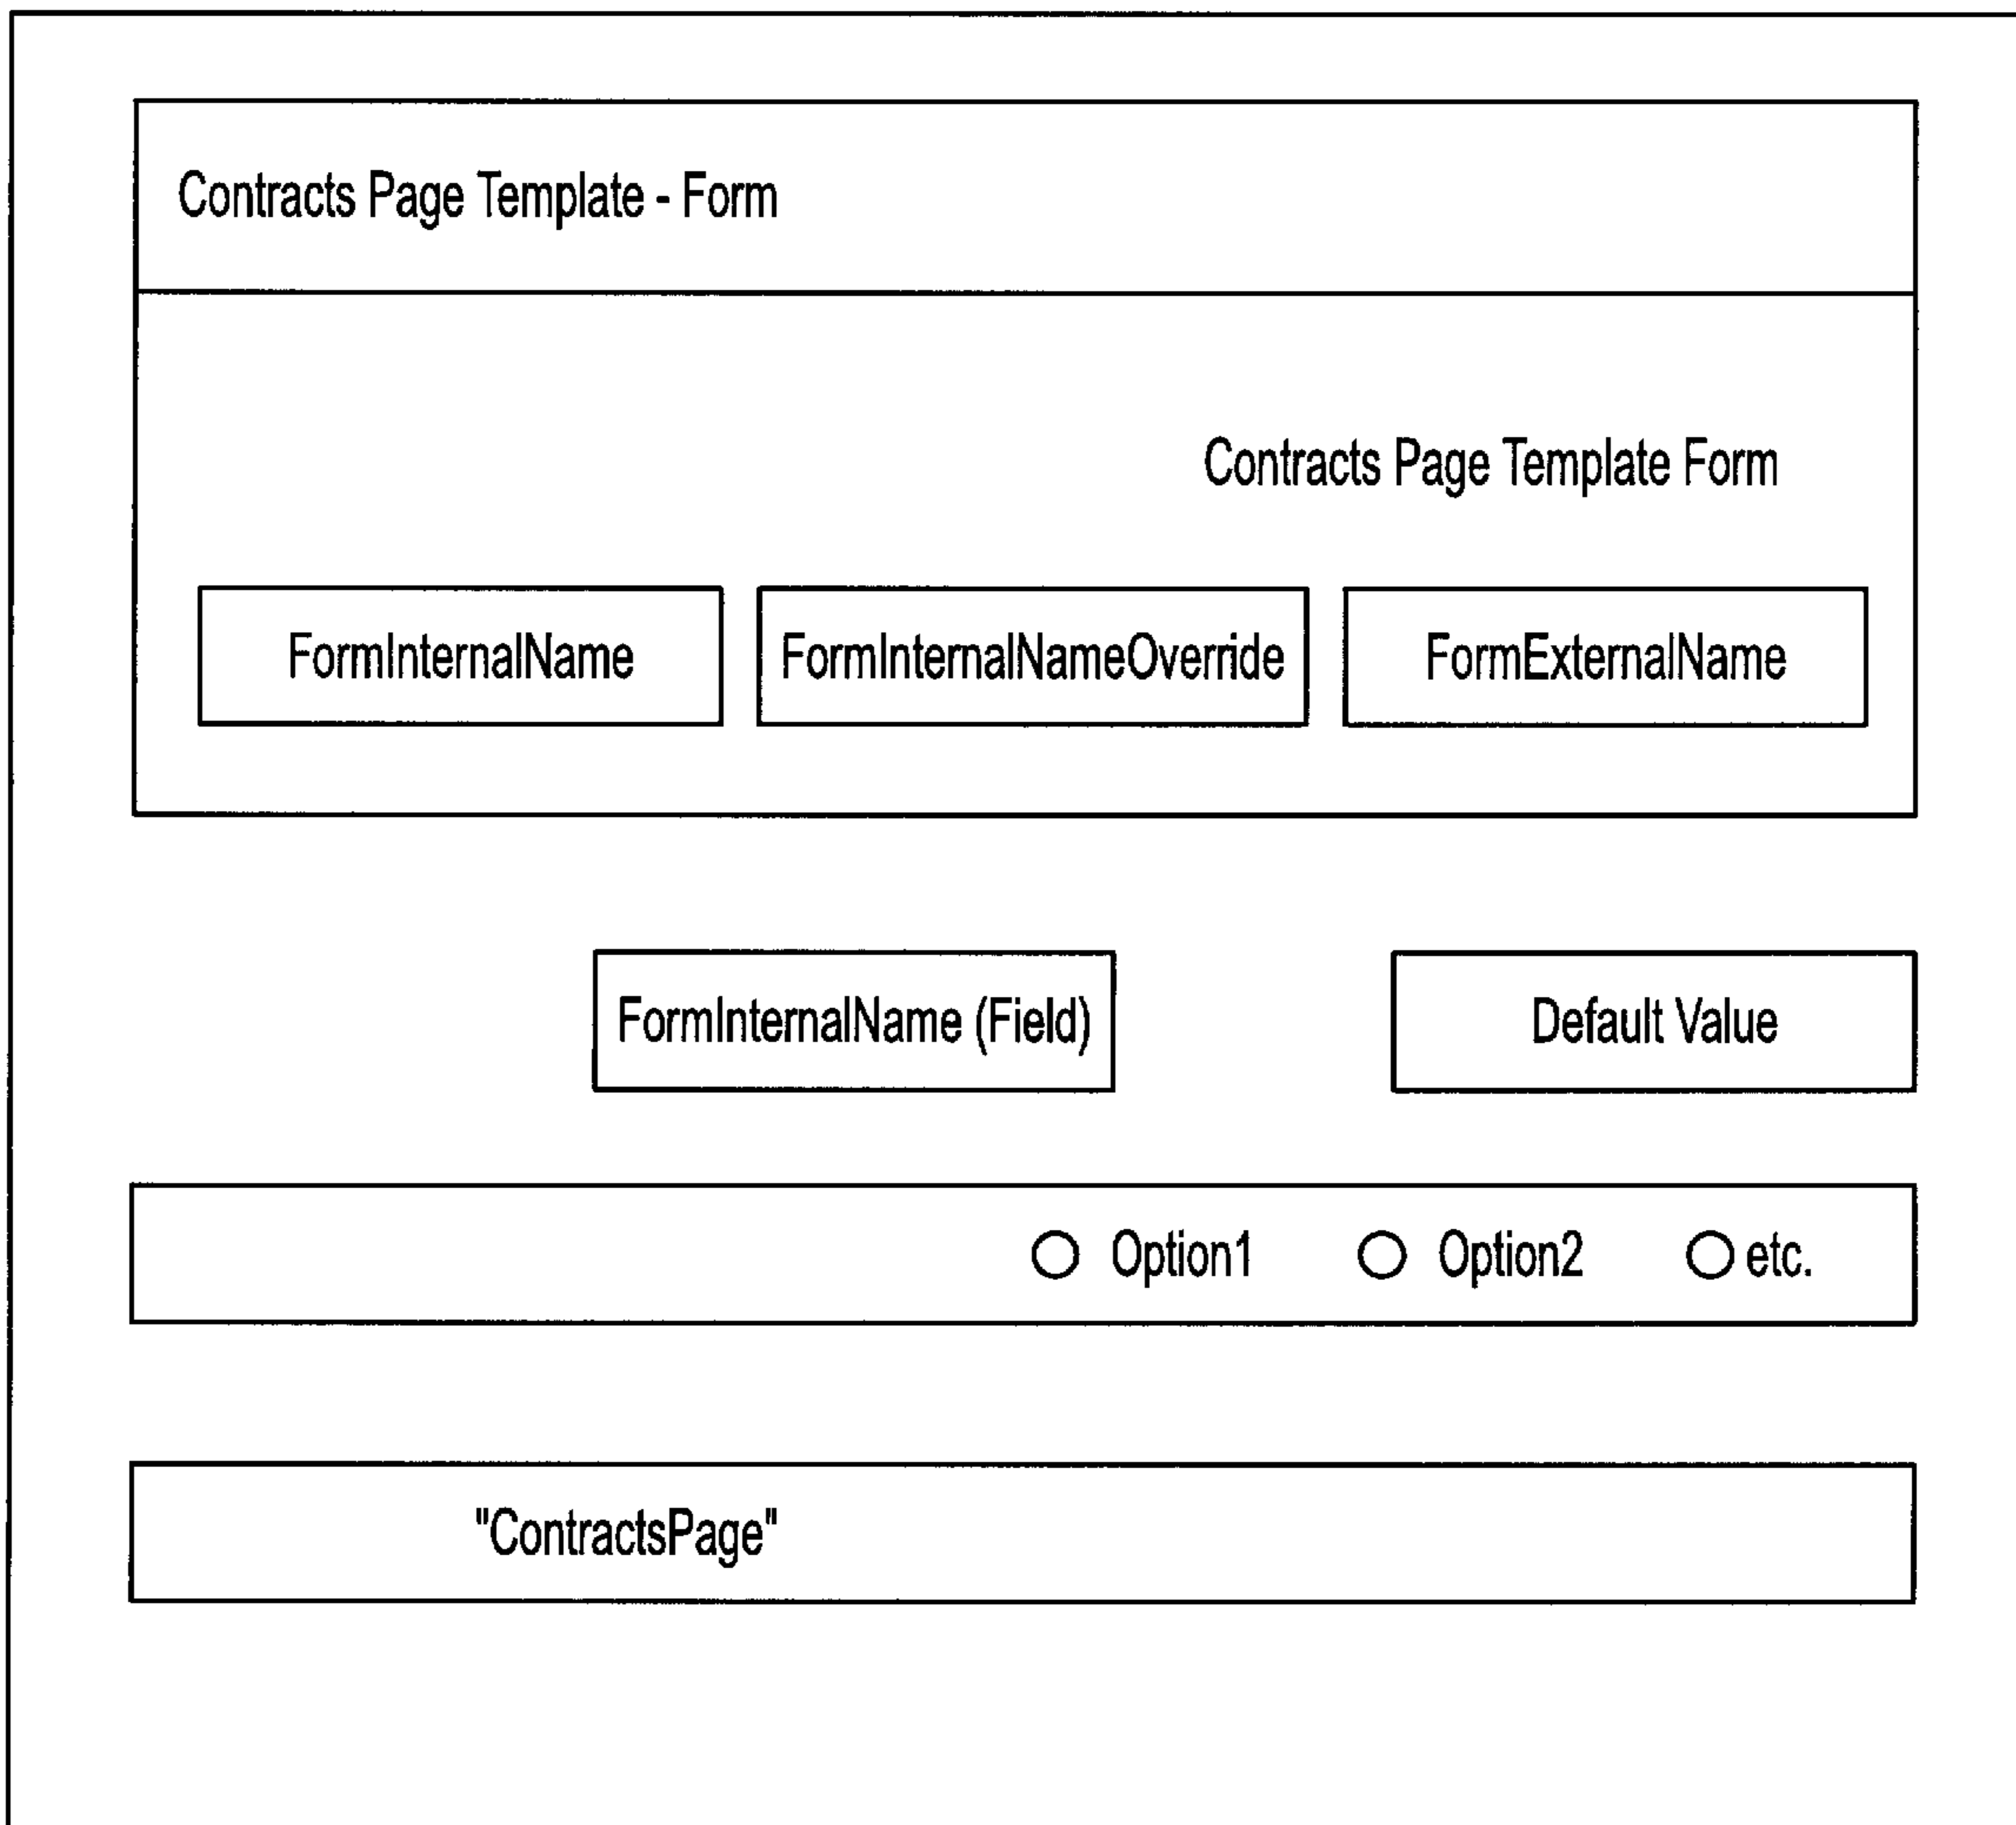 Contracts Page Template - Form
Contracts Page Template Form
FormInternalName FormInternalNameOverride FormExternalName
FormInternalName (Field) Default Value
Option1 Option2 etc.
"ContractsPage"